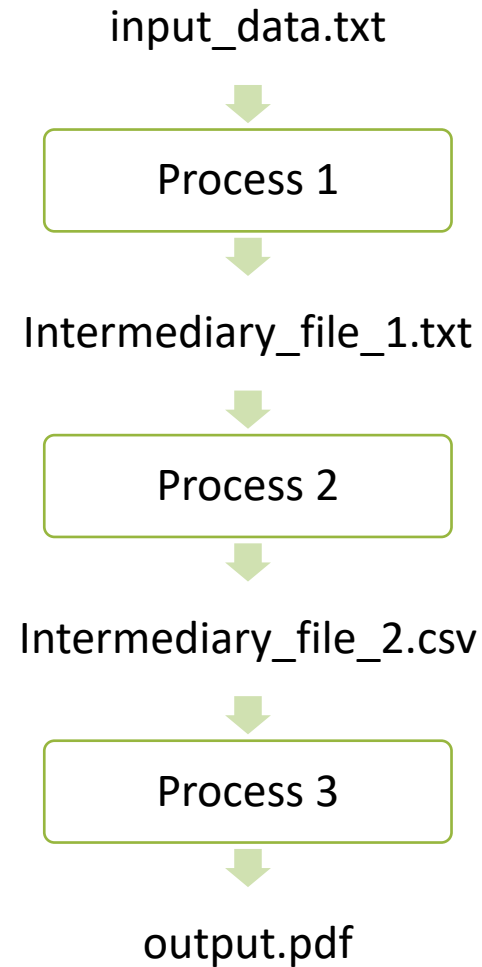 input_data.txt
Process 1
Intermediary_file_1.txt
Process 2
Intermediary_file_2.csv
Process 3
output.pdf